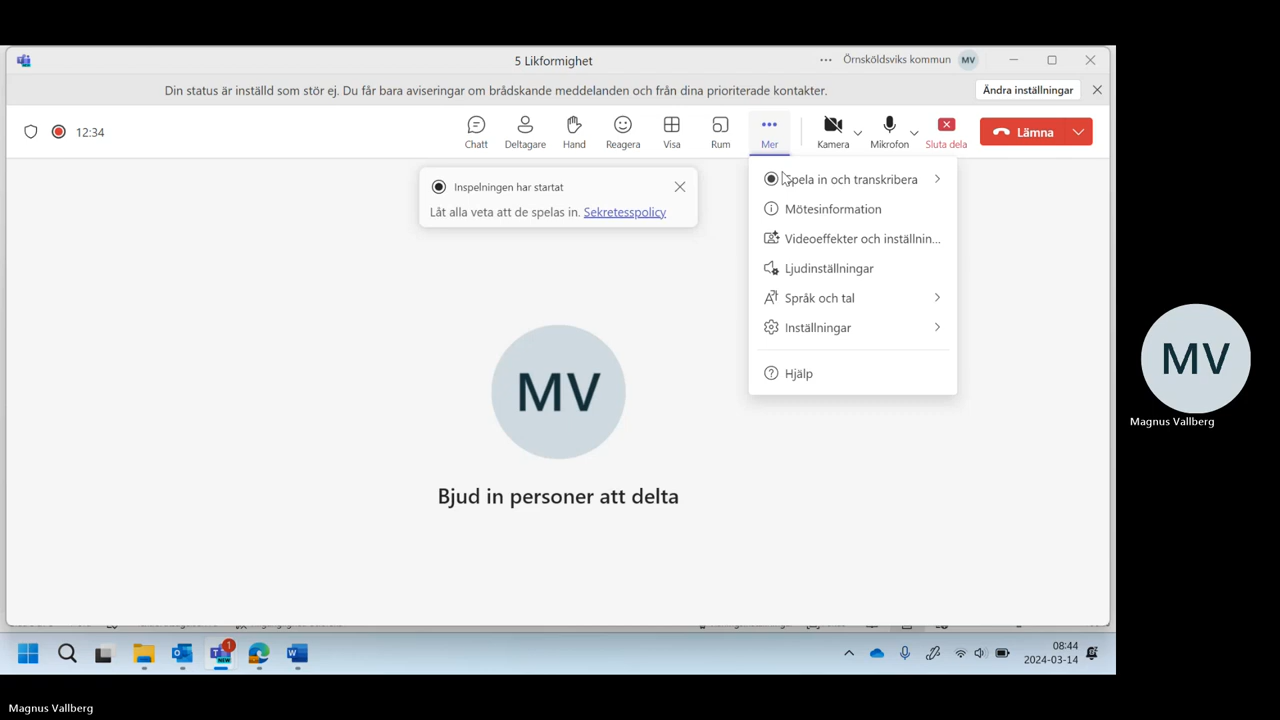 5 Likformighet
Örnsköldsviks kommun MV
Din status är inställd som stör ej. Du får bara aviseringar om brådskande meddelanden och från dina prioriterade kontakter.
Ändra inställningar
12:34
Chatt
Deltagare
Hand
Reagera
Visa
Rum
Mer
Kamera
Mikrofon
Sluta dela
Lämna
Inspelningen har startat
Låt alla veta att de spelas in. Sekretesspolicy
Spela in och transkribera
Mötesinformation
Videoeffekter och inställnin...
Ljudinställningar
Språk och tal
Inställningar
Hjälp
MV
Bjud in personer att delta
MV
Magnus Vallberg
1
NEW
08:44
2024-03-14
Magnus Vallberg